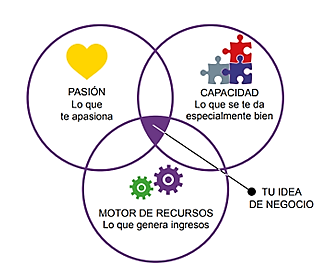 PASIÓN
Lo que
te apasiona
CAPACIDAD
Lo que se te da
especialmente bien
TU IDEA
DE NEGOCIO
MOTOR DE RECURSOS
Lo que genera ingresos